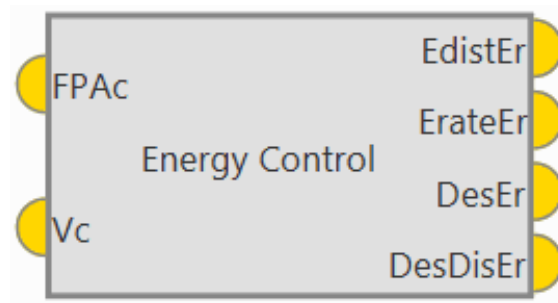 EdistEr
FPAc
ErateEr
Energy Control
DesEr
Vc
DesDisEr